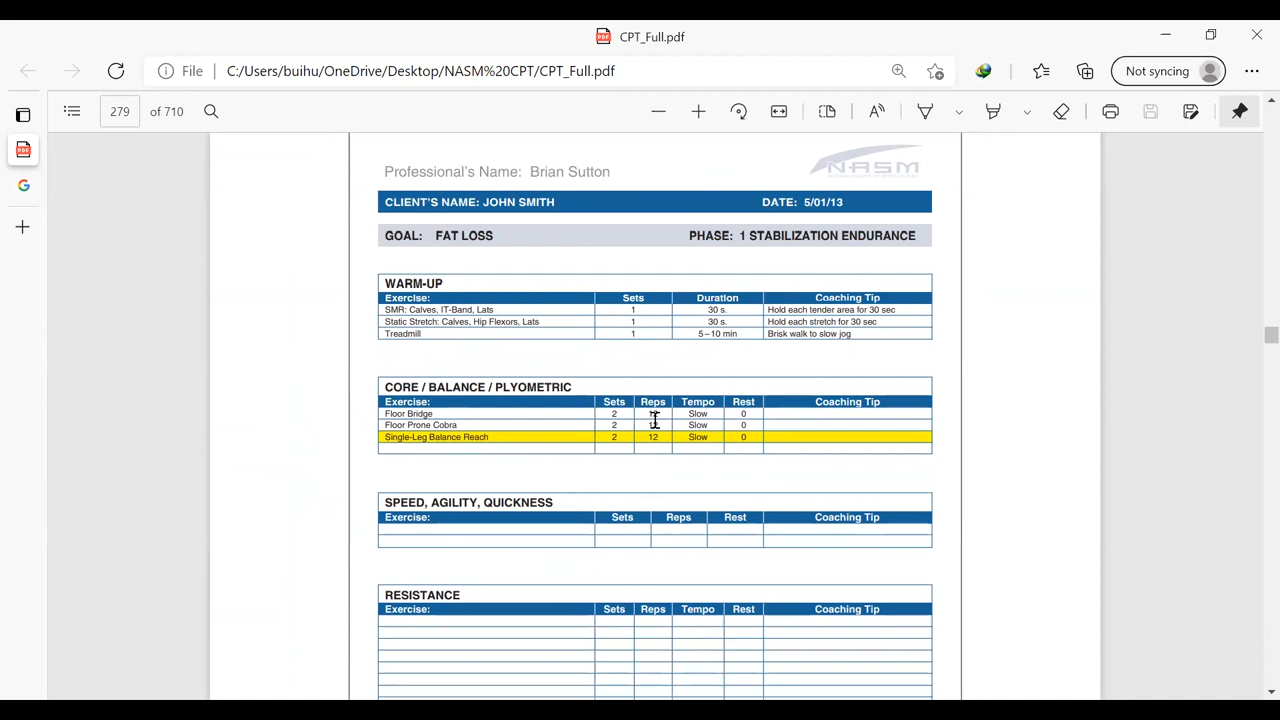 CPT_Full.pdf
File C:/Users/buihu/OneDrive/Desktop/NASM%20CPT/CPT_Full.pdf Not syncing
279 of 710
Professional's Name: Brian Sutton NASM
CLIENT'S NAME: JOHN SMITH DATE: 5/01/13
GOAL: FAT LOSS PHASE: 1 STABILIZATION ENDURANCE
WARM-UP
Exercise: Sets Duration Coaching Tip
SMR: Calves, IT-Band, Lats 1 30 s. Hold each tender area for 30 sec
Static Stretch: Calves, Hip Flexors, Lats 1 30 s. Hold each stretch for 30 sec
Treadmill 1 5–10 min Brisk walk to slow jog
CORE / BALANCE / PLYOMETRIC
Exercise: Sets Reps Tempo Rest Coaching Tip
Floor Bridge 2 Slow 0
Floor Prone Cobra 2 Slow 0
Single-Leg Balance Reach 2 12 Slow 0
SPEED, AGILITY, QUICKNESS
Exercise: Sets Reps Rest Coaching Tip
RESISTANCE
Exercise: Sets Reps Tempo Rest Coaching Tip